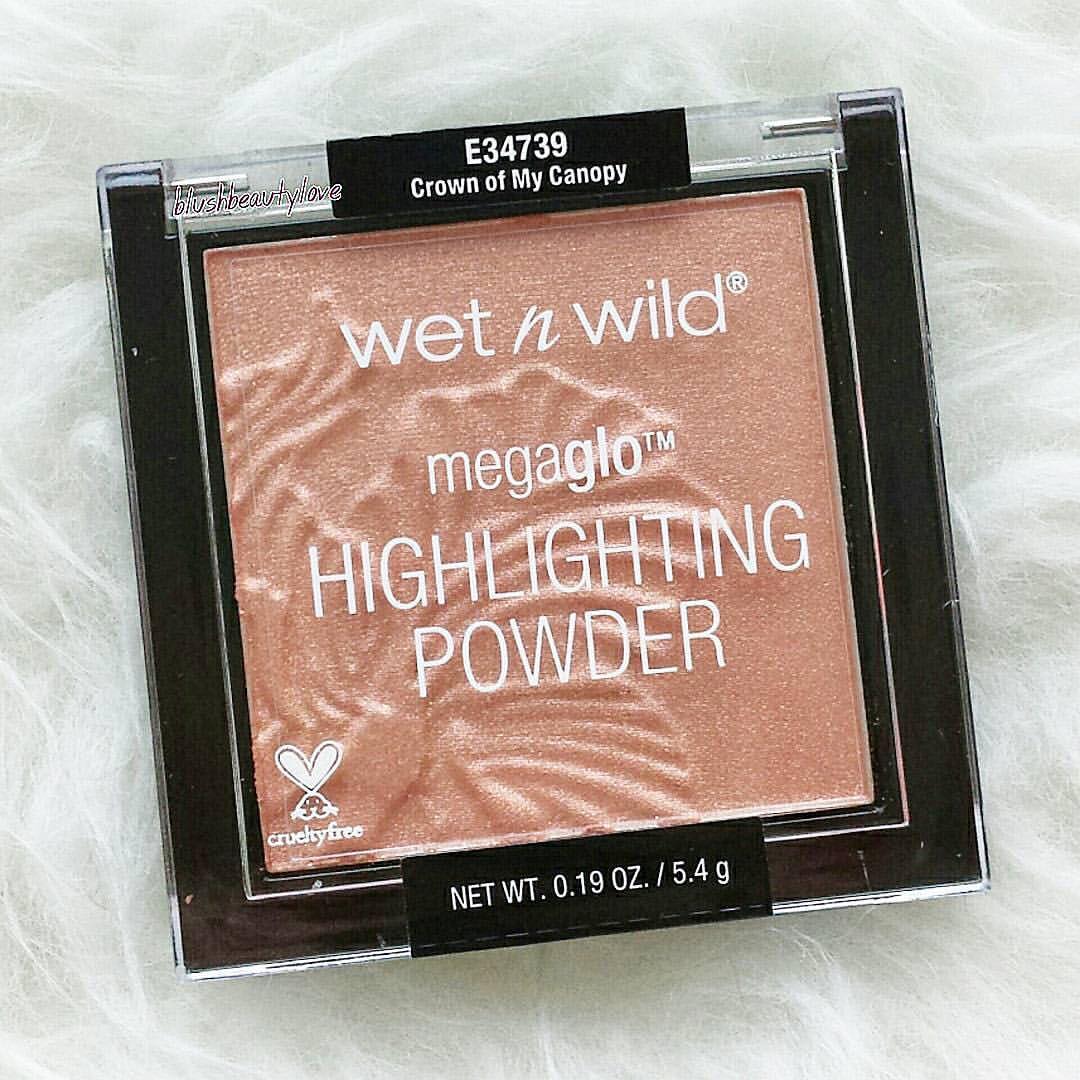 E34739
Crown of My Canopy
blushbeautylove
wet n wild®
megaglo™
HIGHLIGHTING
POWDER
crueltyfree
NET WT. 0.19 OZ. / 5.4 g